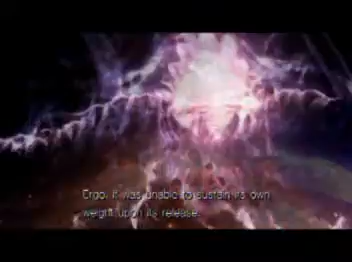 Ergo, it was unable to sustain its own
weight upon its release.